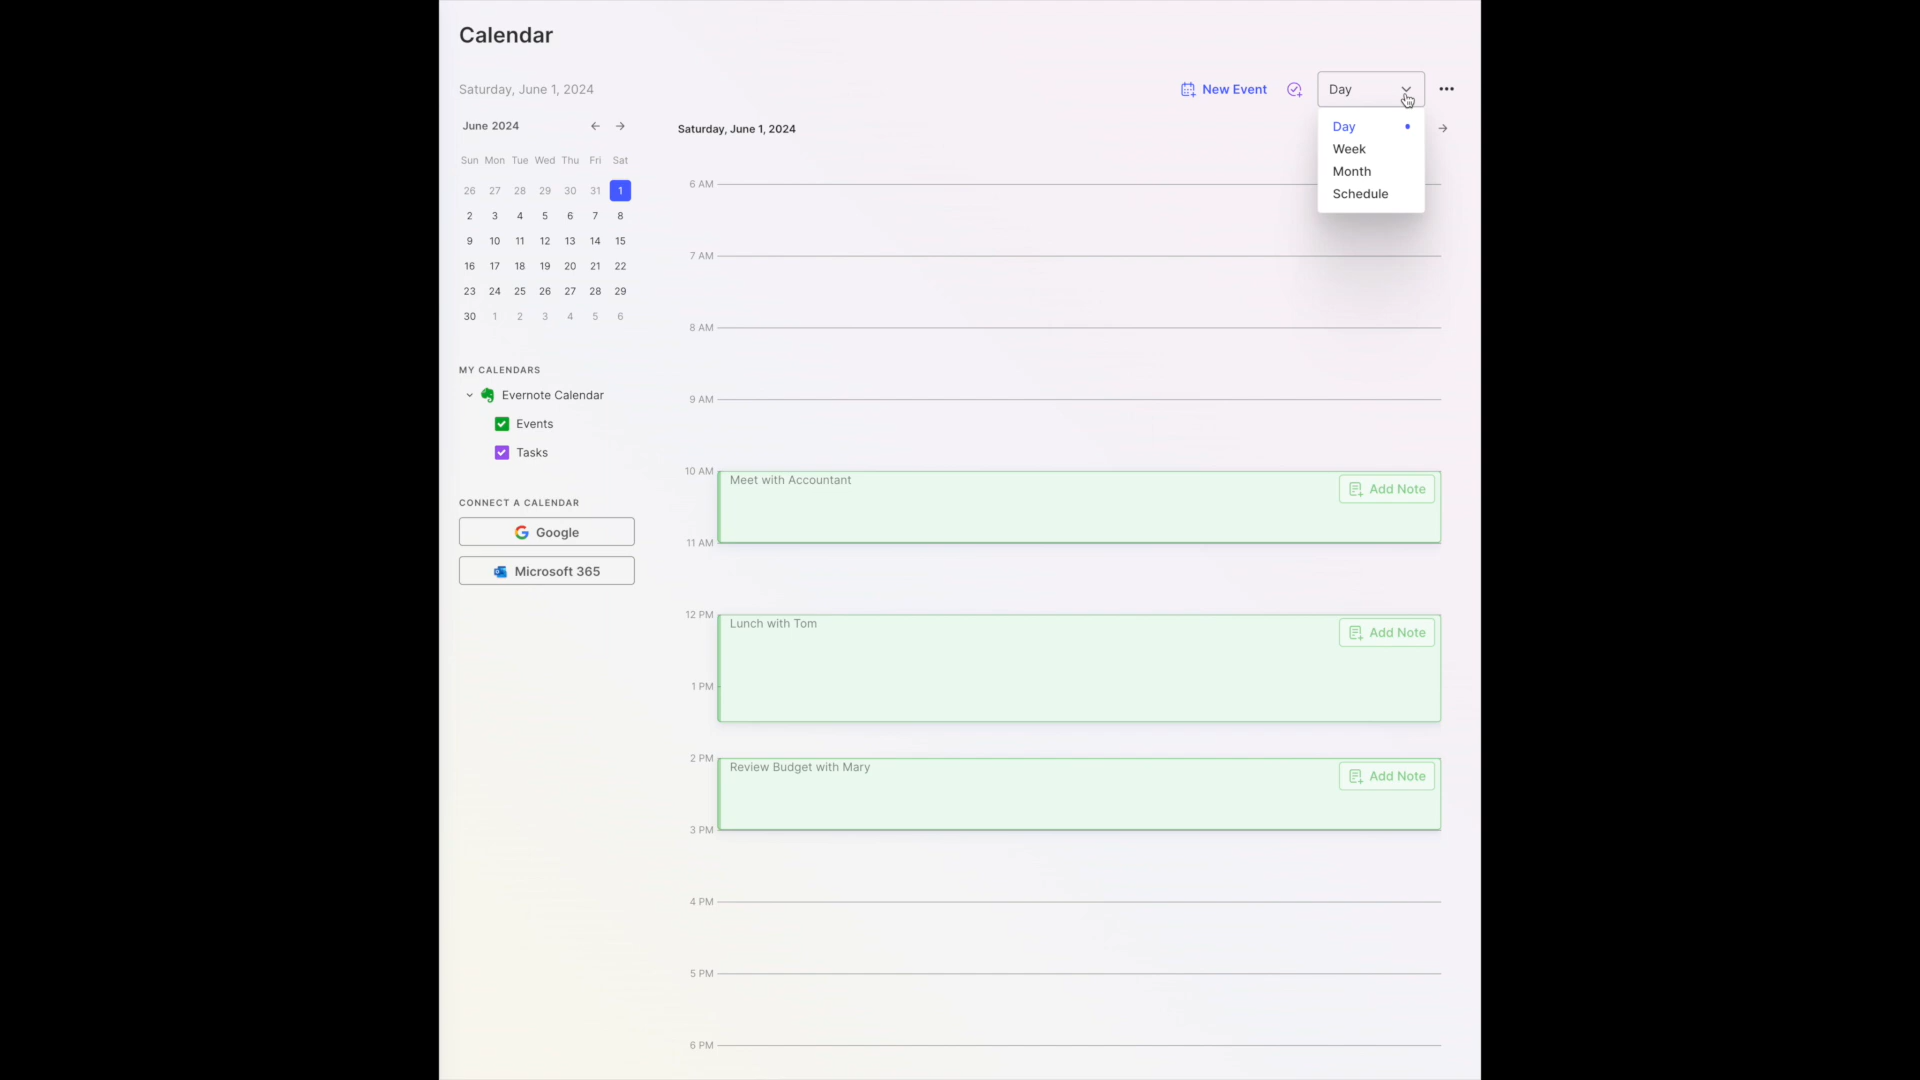 Calendar
Saturday, June 1, 2024
New Event
Day
June 2024
Saturday, June 1, 2024
Day
Week
Month
Schedule
Sun Mon Tue Wed Thu Fri Sat
26 27 28 29 30 31 1
2 3 4 5 6 7 8
9 10 11 12 13 14 15
16 17 18 19 20 21 22
23 24 25 26 27 28 29
30 1 2 3 4 5 6
MY CALENDARS
Evernote Calendar
Events
Tasks
CONNECT A CALENDAR
Google
Microsoft 365
6 AM
7 AM
8 AM
9 AM
10 AM
Meet with Accountant
Add Note
11 AM
12 PM
Lunch with Tom
Add Note
1 PM
2 PM
Review Budget with Mary
Add Note
3 PM
4 PM
5 PM
6 PM